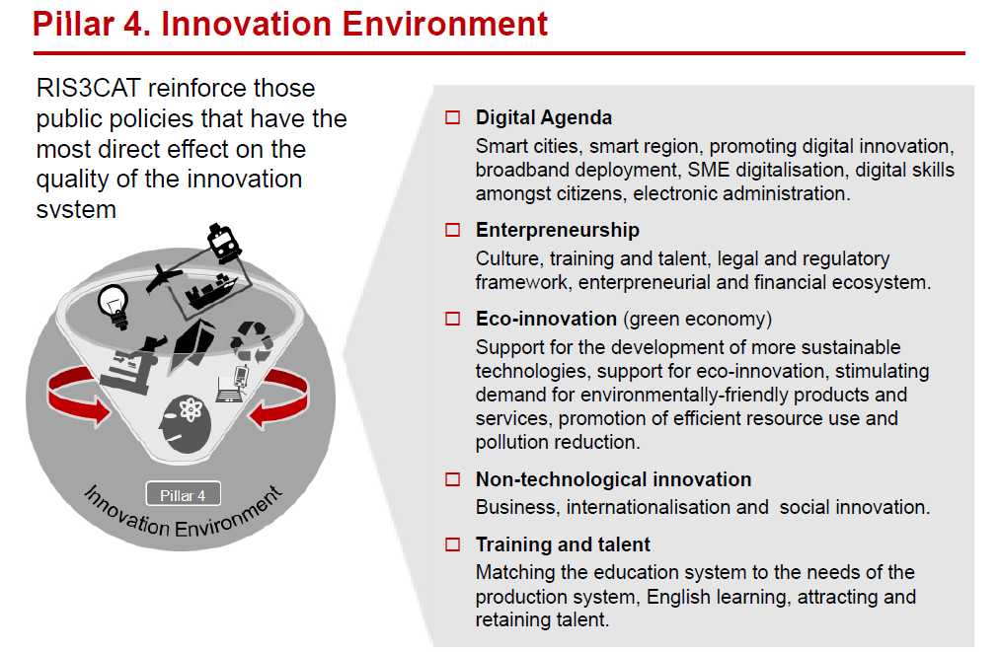 Pillar 4. Innovation Environment
RIS3CAT reinforce those
public policies that have the
most direct effect on the
quality of the innovation
system
Pillar 4
Innovation Environment
Digital Agenda
Smart cities, smart region, promoting digital innovation,
broadband deployment, SME digitalisation, digital skills
amongst citizens, electronic administration.
Enterpreneurship
Culture, training and talent, legal and regulatory
framework, enterpreneurial and financial ecosystem.
Eco-innovation (green economy)
Support for the development of more sustainable
technologies, support for eco-innovation, stimulating
demand for environmentally-friendly products and
services, promotion of efficient resource use and
pollution reduction.
Non-technological innovation
Business, internationalisation and social innovation.
Training and talent
Matching the education system to the needs of the
production system, English learning, attracting and
retaining talent.